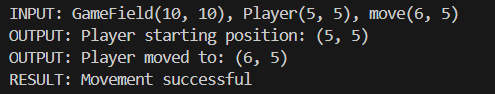 INPUT: GameField(10, 10), Player(5, 5), move(6, 5)
OUTPUT: Player starting position: (5, 5)
OUTPUT: Player moved to: (6, 5)
RESULT: Movement successful